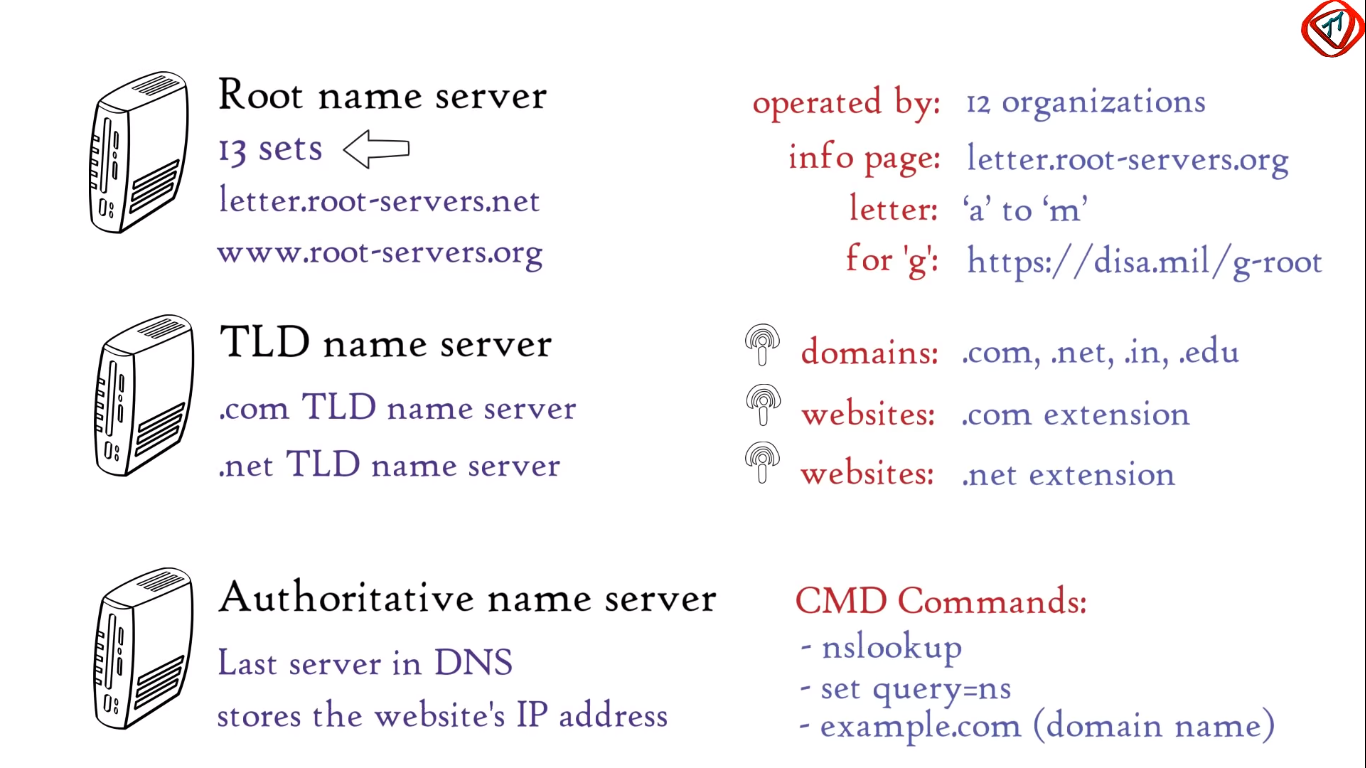 Root name server
13 sets
letter.root-servers.net
www.root-servers.org
operated by: 12 organizations
info page: letter.root-servers.org
letter: ‘a’ to ‘m’
for 'g': https://disa.mil/g-root
TLD name server
.com TLD name server
.net TLD name server
domains: .com, .net, .in, .edu
websites: .com extension
websites: .net extension
Authoritative name server
Last server in DNS
stores the website's IP address
CMD Commands:
- nslookup
- set query=ns
- example.com (domain name)